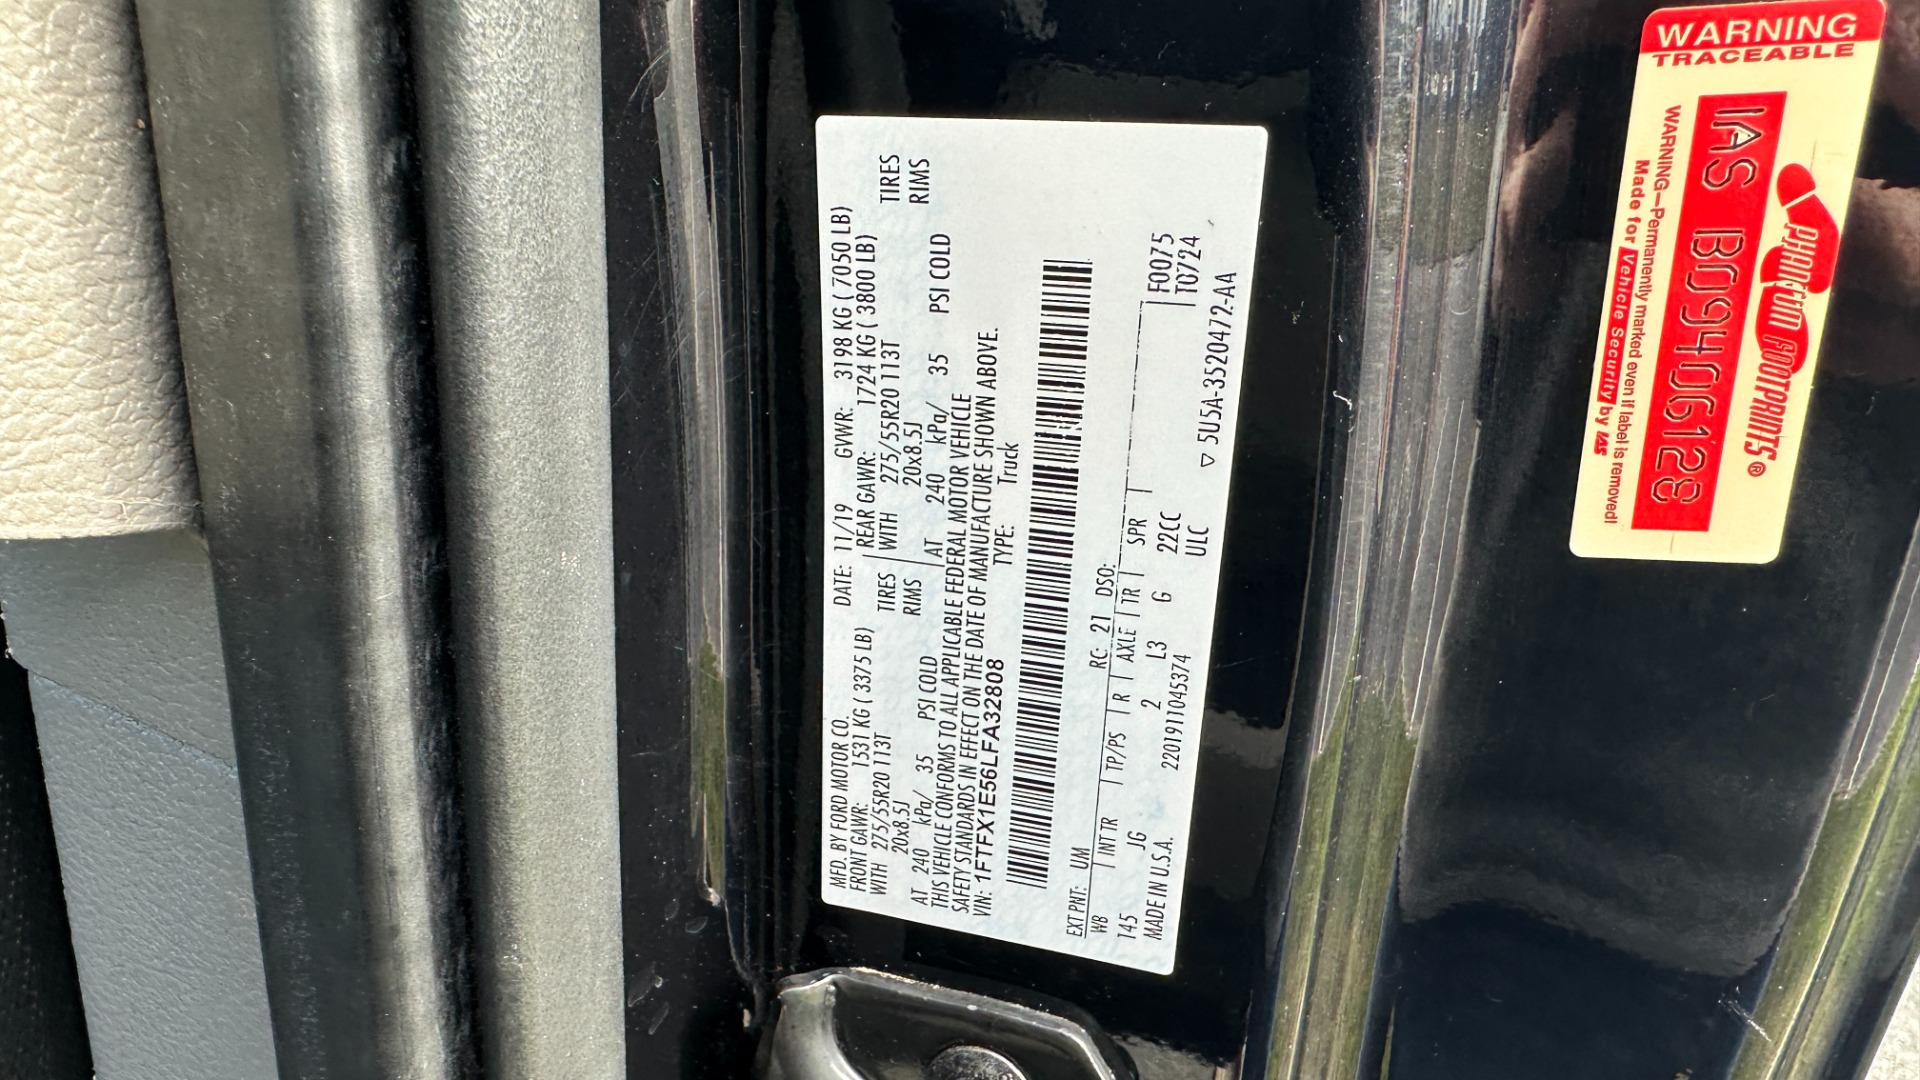 MFD. BY FORD MOTOR CO.
DATE: 11/19 GVWR: 3198 KG ( 7050 LB)
FRONT GAWR: 1531 KG ( 3375 LB)
REAR GAWR: 1724 KG ( 3800 LB)
WITH 275/55R20 113T TIRES
WITH 275/55R20 113T TIRES
20x8.5J RIMS
20x8.5J RIMS
AT 240 kPa/ 35 PSI COLD
AT 240 kPa/ 35 PSI COLD
THIS VEHICLE CONFORMS TO ALL APPLICABLE FEDERAL MOTOR VEHICLE
SAFETY STANDARDS IN EFFECT ON THE DATE OF MANUFACTURE SHOWN ABOVE.
VIN: 1FTFX1E56LFA32808
TYPE: Truck
EXT PNT: UM RC: 21 DSO:
WB INT TR TP/PS R AXLE TR SPR F0075
145 JG 2 L3 G 22CC T0724
MADE IN U.S.A. 220191104 5374 ULC
▽ 5U5A-3520472-AA
WARNING
TRACEABLE
PHANTOM FOOTPRINTS®
IAS B09406128
WARNING—Permanently marked even if label is removed!
Made for Vehicle Security by IAS